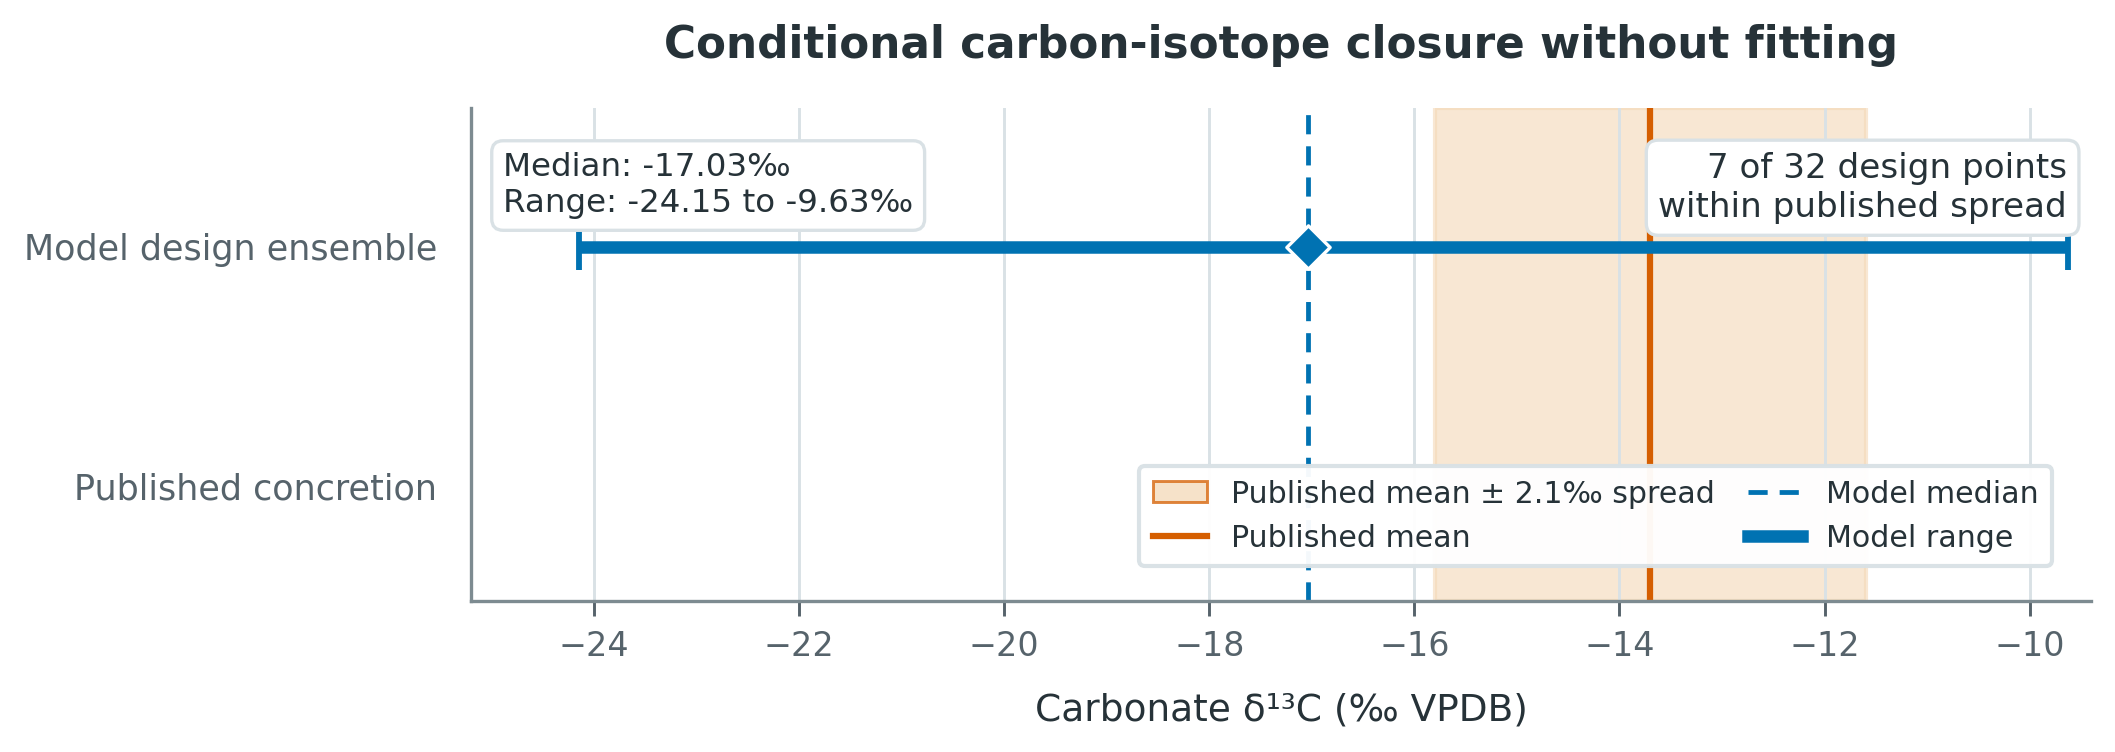 Conditional carbon-isotope closure without fitting
Median: -17.03‰
Range: -24.15 to -9.63‰
7 of 32 design points
within published spread
Model design ensemble
Published concretion
Published mean ± 2.1‰ spread
Published mean
Model median
Model range
−24 −22 −20 −18 −16 −14 −12 −10
Carbonate δ¹³C (‰ VPDB)